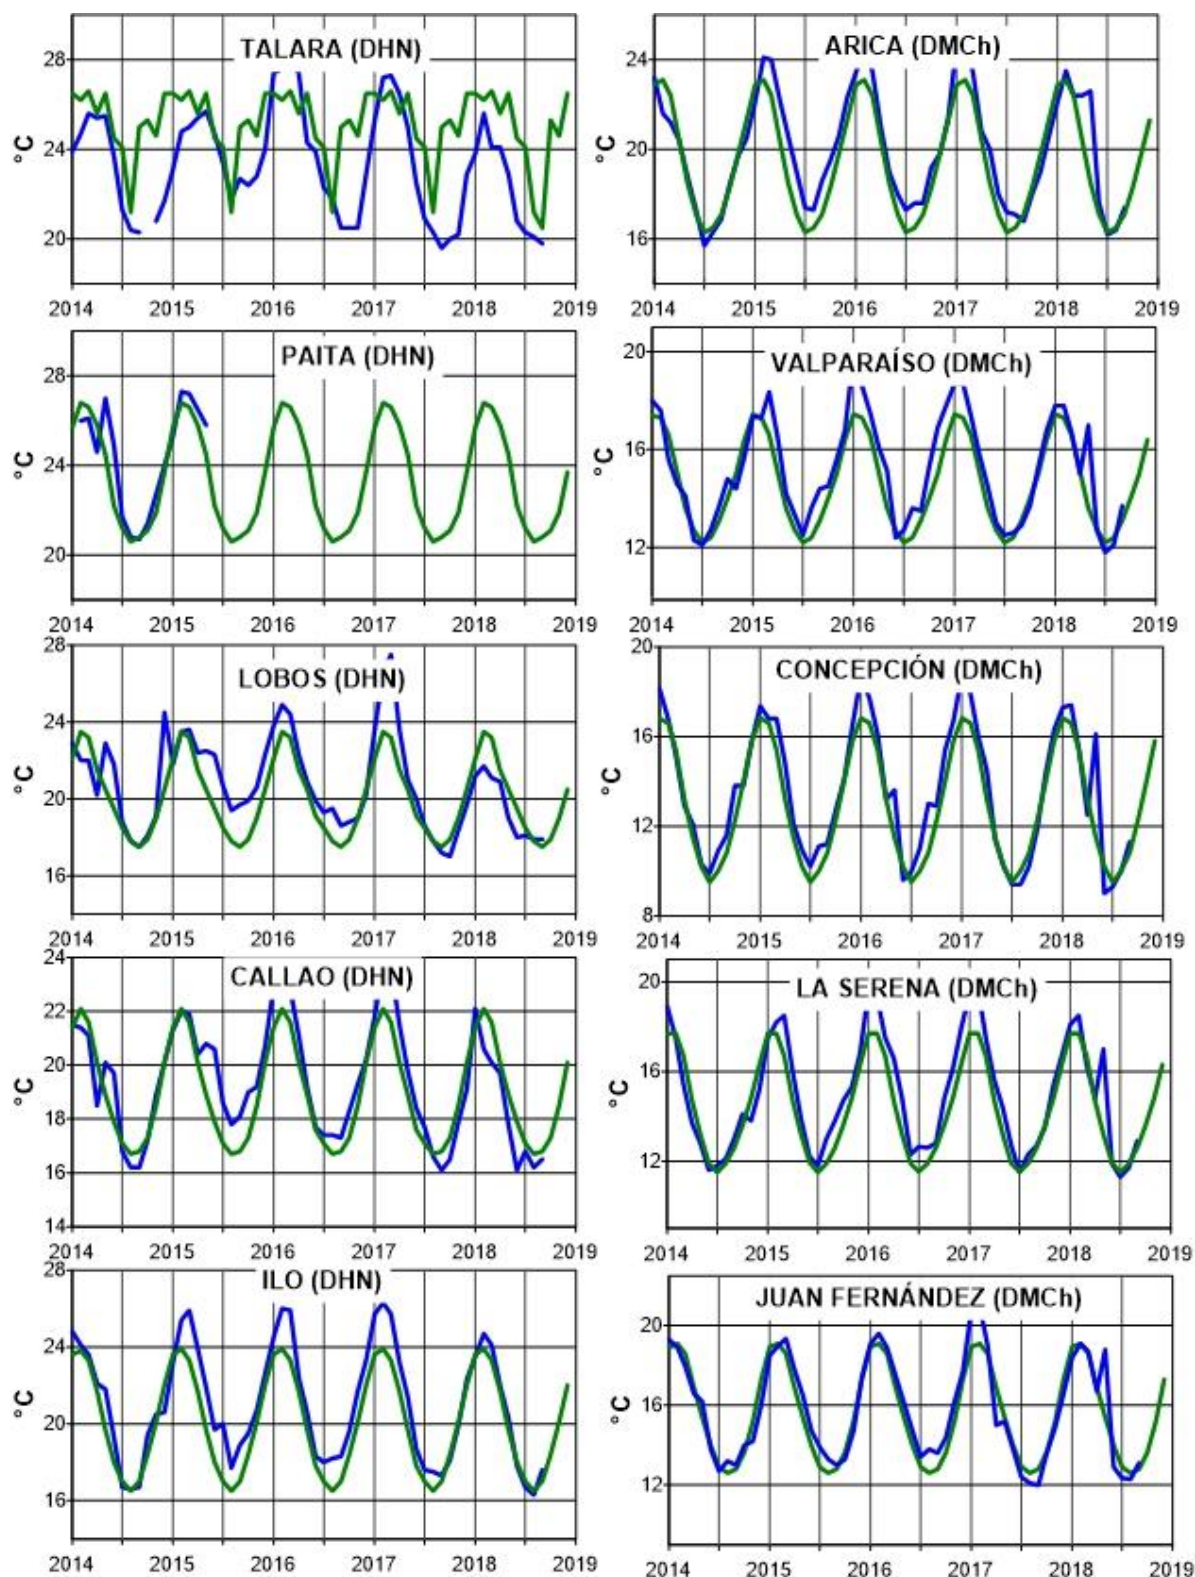 TALARA (DHN)
28
24
20
°C
2014 2015 2016 2017 2018 2019
ARICA (DMCh)
24
20
16
°C
2014 2015 2016 2017 2018 2019
PAITA (DHN)
28
24
20
°C
2014 2015 2016 2017 2018 2019
VALPARAÍSO (DMCh)
20
16
12
°C
2014 2015 2016 2017 2018 2019
LOBOS (DHN)
28
24
20
16
°C
2014 2015 2016 2017 2018 2019
CONCEPCIÓN (DMCh)
20
16
12
8
°C
2014 2015 2016 2017 2018 2019
CALLAO (DHN)
24
22
20
18
16
14
°C
2014 2015 2016 2017 2018 2019
LA SERENA (DMCh)
20
16
12
°C
2014 2015 2016 2017 2018 2019
ILO (DHN)
28
24
20
16
°C
2014 2015 2016 2017 2018 2019
JUAN FERNÁNDEZ (DMCh)
20
16
12
°C
2014 2015 2016 2017 2018 2019